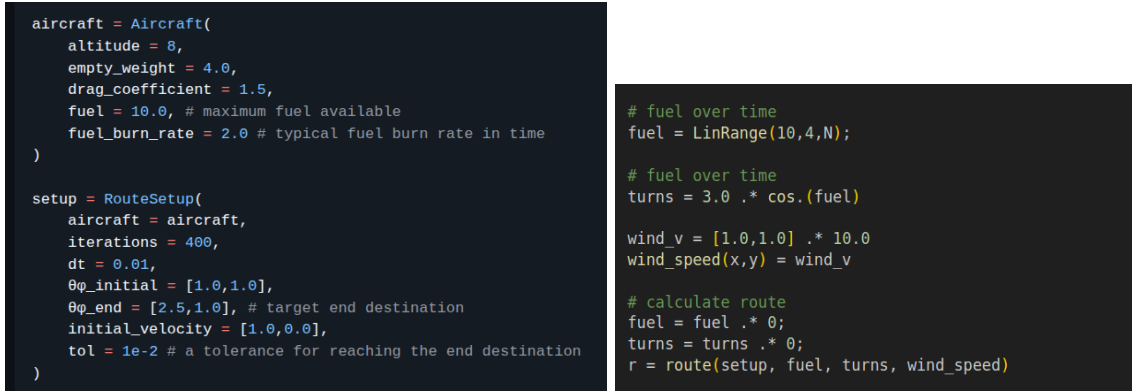 aircraft = Aircraft(
    altitude = 8,
    empty_weight = 4.0,
    drag_coefficient = 1.5,
    fuel = 10.0, # maximum fuel available
    fuel_burn_rate = 2.0 # typical fuel burn rate in time
)
setup = RouteSetup(
    aircraft = aircraft,
    iterations = 400,
    dt = 0.01,
    θφ_initial = [1.0,1.0],
    θφ_end = [2.5,1.0], # target end destination
    initial_velocity = [1.0,0.0],
    tol = 1e-2 # a tolerance for reaching the end destination
)
# fuel over time
fuel = LinRange(10,4,N);
# fuel over time
turns = 3.0 .* cos.(fuel)
wind_v = [1.0,1.0] .* 10.0
wind_speed(x,y) = wind_v
# calculate route
fuel = fuel .* 0;
turns = turns .* 0;
r = route(setup, fuel, turns, wind_speed)